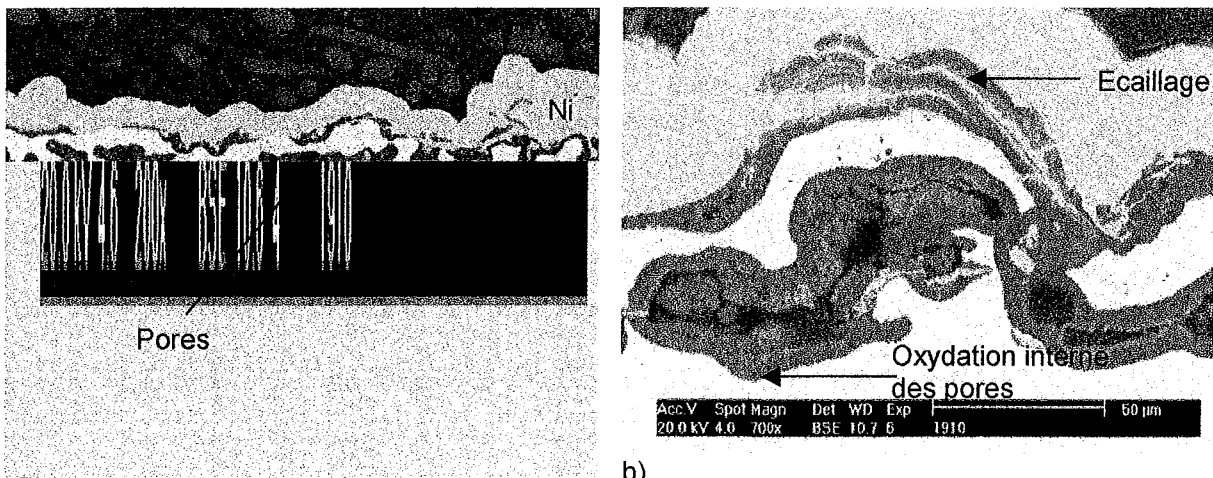 Ni
Pores
Ecaillage
Oxydation interne
des pores
Acc.V Spot Magn Det WD Exp 50 µm
20.0 kV 4.0 700x BSE 10.7 6 1910
b)